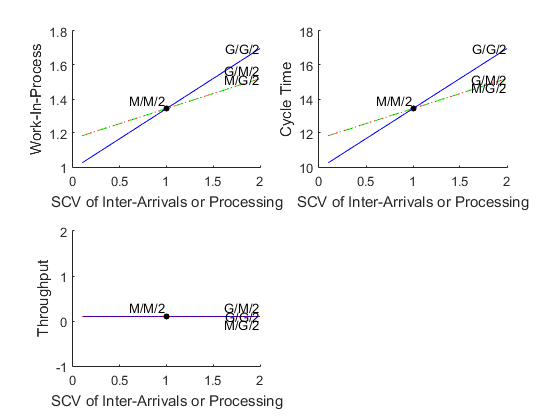 1.8
1.6
1.4
1.2
1
Work-In-Process
G/G/2
G/M/2
M/G/2
M/M/2
0
0.5
1
1.5
2
SCV of Inter-Arrivals or Processing
18
16
14
12
10
Cycle Time
G/G/2
G/M/2
M/G/2
M/M/2
0
0.5
1
1.5
2
SCV of Inter-Arrivals or Processing
2
1
0
-1
Throughput
M/M/2
G/M/2
G/G/2
M/G/2
0
0.5
1
1.5
2
SCV of Inter-Arrivals or Processing